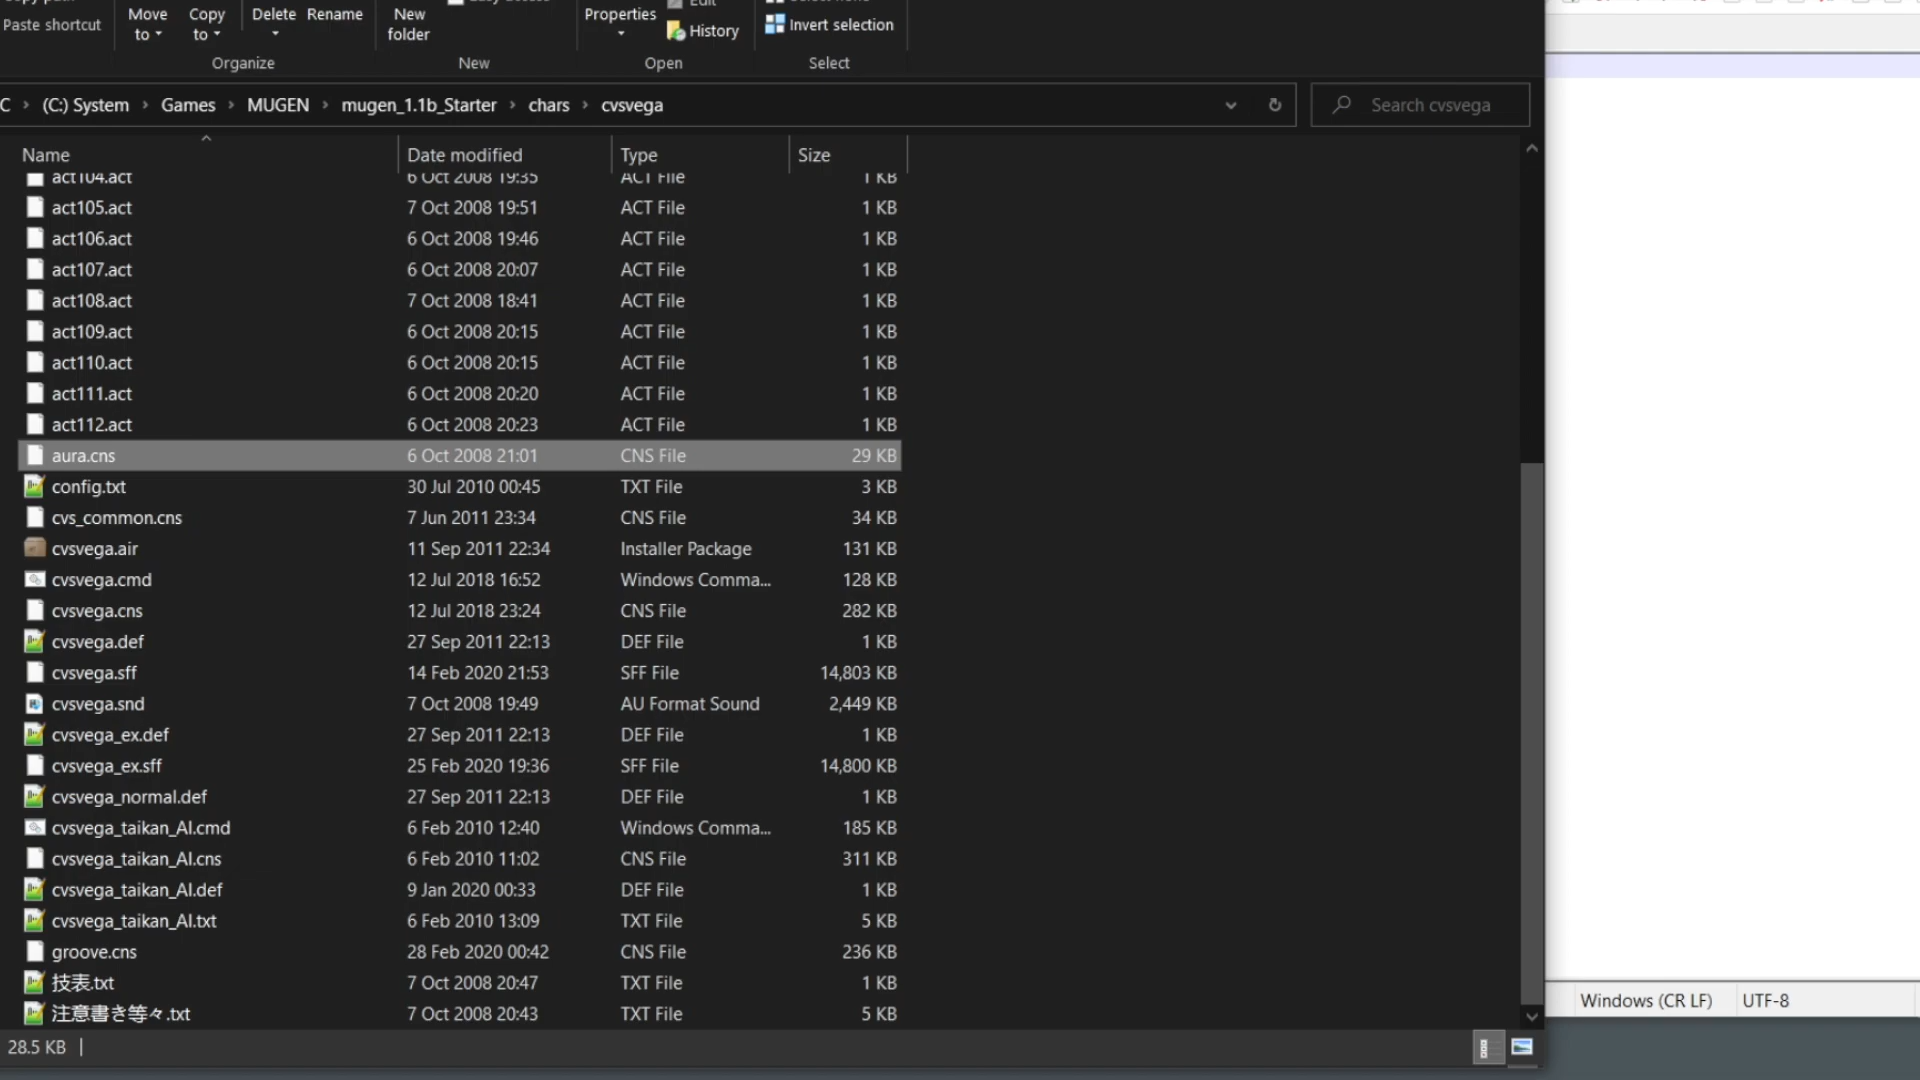 Paste shortcut
Move to
Copy to
Delete
Rename
New folder
Properties
Edit
History
Invert selection
Organize
New
Open
Select
C > (C:) System > Games > MUGEN > mugen_1.1b_Starter > chars > cvsvega
Search cvsvega
Name Date modified Type Size
act104.act 6 Oct 2008 19:35 ACT File 1 KB
act105.act 7 Oct 2008 19:51 ACT File 1 KB
act106.act 6 Oct 2008 19:46 ACT File 1 KB
act107.act 6 Oct 2008 20:07 ACT File 1 KB
act108.act 7 Oct 2008 18:41 ACT File 1 KB
act109.act 6 Oct 2008 20:15 ACT File 1 KB
act110.act 6 Oct 2008 20:15 ACT File 1 KB
act111.act 6 Oct 2008 20:20 ACT File 1 KB
act112.act 6 Oct 2008 20:23 ACT File 1 KB
aura.cns 6 Oct 2008 21:01 CNS File 29 KB
config.txt 30 Jul 2010 00:45 TXT File 3 KB
cvs_common.cns 7 Jun 2011 23:34 CNS File 34 KB
cvsvega.air 11 Sep 2011 22:34 Installer Package 131 KB
cvsvega.cmd 12 Jul 2018 16:52 Windows Comma... 128 KB
cvsvega.cns 12 Jul 2018 23:24 CNS File 282 KB
cvsvega.def 27 Sep 2011 22:13 DEF File 1 KB
cvsvega.sff 14 Feb 2020 21:53 SFF File 14,803 KB
cvsvega.snd 7 Oct 2008 19:49 AU Format Sound 2,449 KB
cvsvega_ex.def 27 Sep 2011 22:13 DEF File 1 KB
cvsvega_ex.sff 25 Feb 2020 19:36 SFF File 14,800 KB
cvsvega_normal.def 27 Sep 2011 22:13 DEF File 1 KB
cvsvega_taikan_AI.cmd 6 Feb 2010 12:40 Windows Comma... 185 KB
cvsvega_taikan_AI.cns 6 Feb 2010 11:02 CNS File 311 KB
cvsvega_taikan_AI.def 9 Jan 2020 00:33 DEF File 1 KB
cvsvega_taikan_AI.txt 6 Feb 2010 13:09 TXT File 5 KB
groove.cns 28 Feb 2020 00:42 CNS File 236 KB
技表.txt 7 Oct 2008 20:47 TXT File 1 KB
注意書き等々.txt 7 Oct 2008 20:43 TXT File 5 KB
Windows (CR LF) UTF-8
28.5 KB